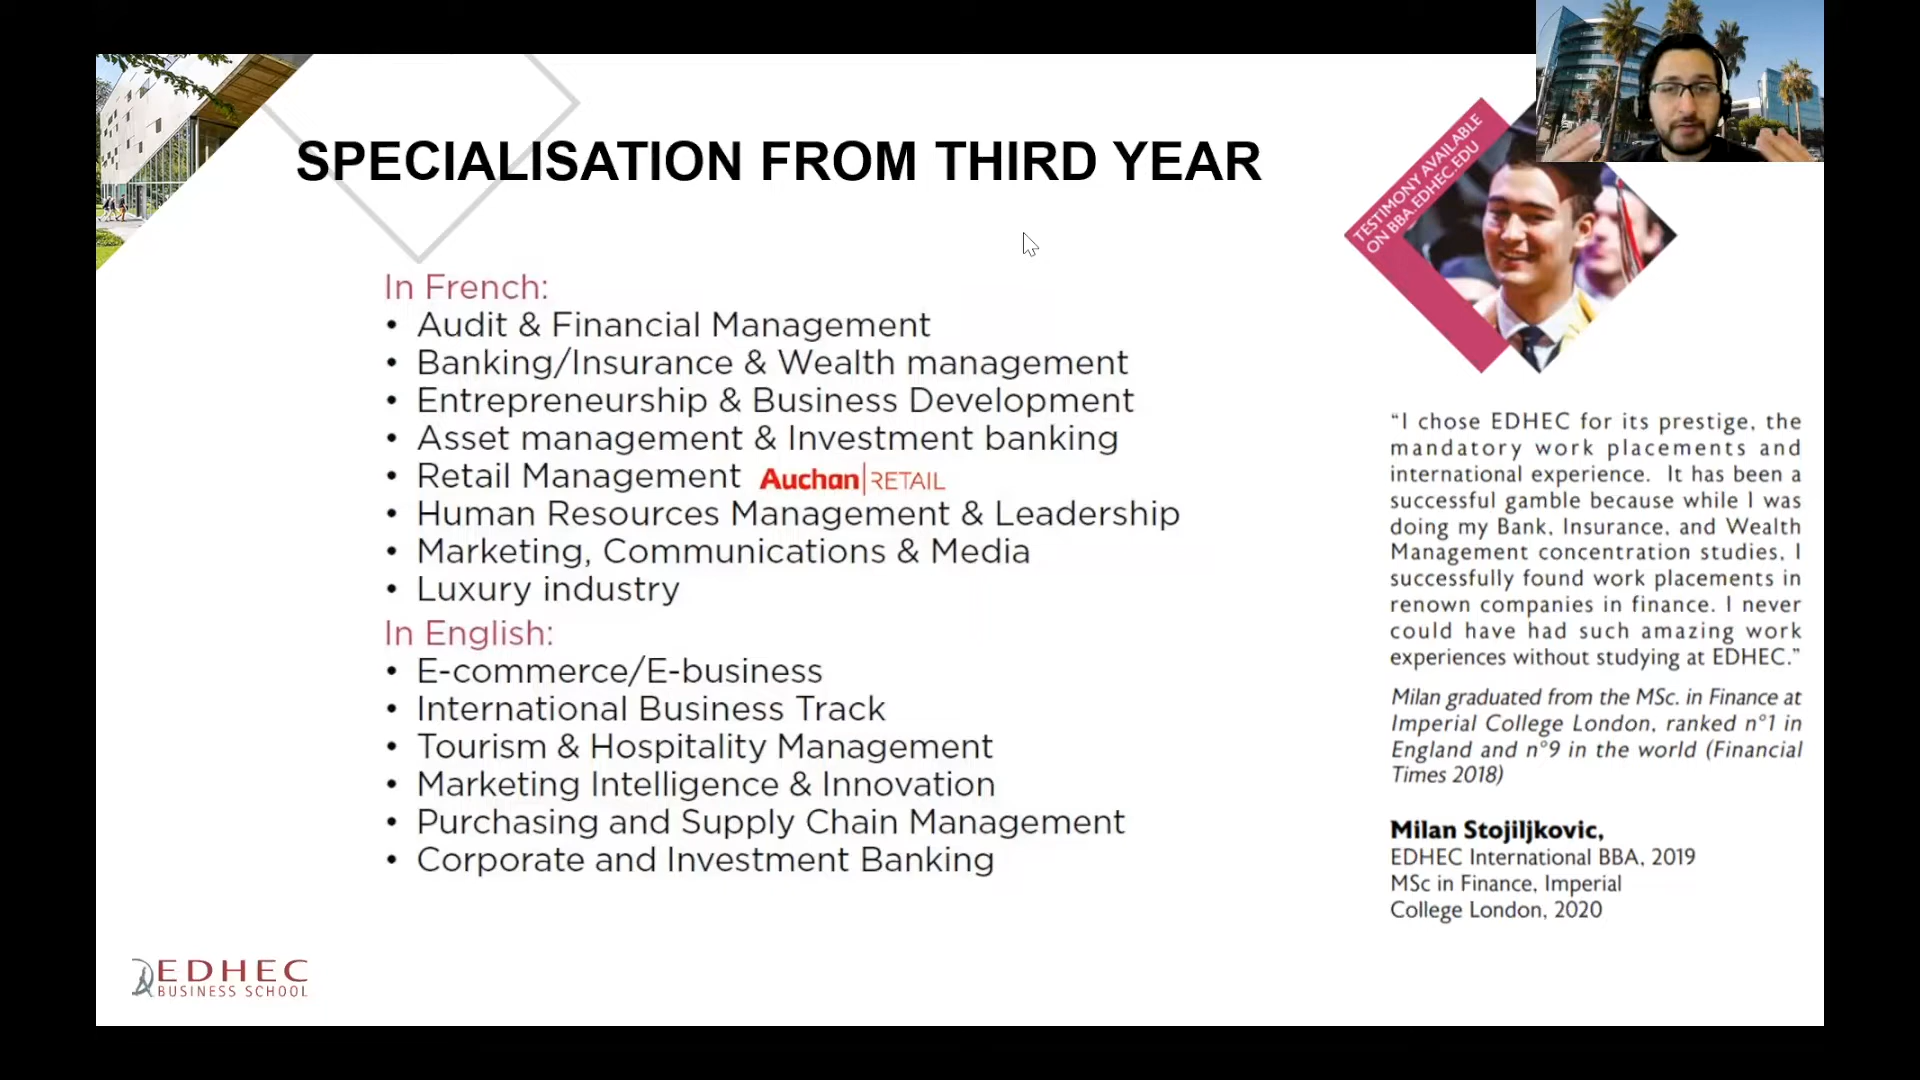 SPECIALISATION FROM THIRD YEAR
In French:
• Audit & Financial Management
• Banking/Insurance & Wealth management
• Entrepreneurship & Business Development
• Asset management & Investment banking
• Retail Management Auchan|RETAIL
• Human Resources Management & Leadership
• Marketing, Communications & Media
• Luxury industry
In English:
• E-commerce/E-business
• International Business Track
• Tourism & Hospitality Management
• Marketing Intelligence & Innovation
• Purchasing and Supply Chain Management
• Corporate and Investment Banking
TESTIMONY AVAILABLE
ON BBA.EDHEC.EDU
“I chose EDHEC for its prestige, the
mandatory work placements and
international experience. It has been a
successful gamble because while I was
doing my Bank, Insurance, and Wealth
Management concentration studies, I
successfully found work placements in
renown companies in finance. I never
could have had such amazing work
experiences without studying at EDHEC.”
Milan graduated from the MSc. in Finance at
Imperial College London, ranked n°1 in
England and n°9 in the world (Financial
Times 2018)
Milan Stojiljkovic,
EDHEC International BBA, 2019
MSc in Finance, Imperial
College London, 2020
EDHEC
BUSINESS SCHOOL